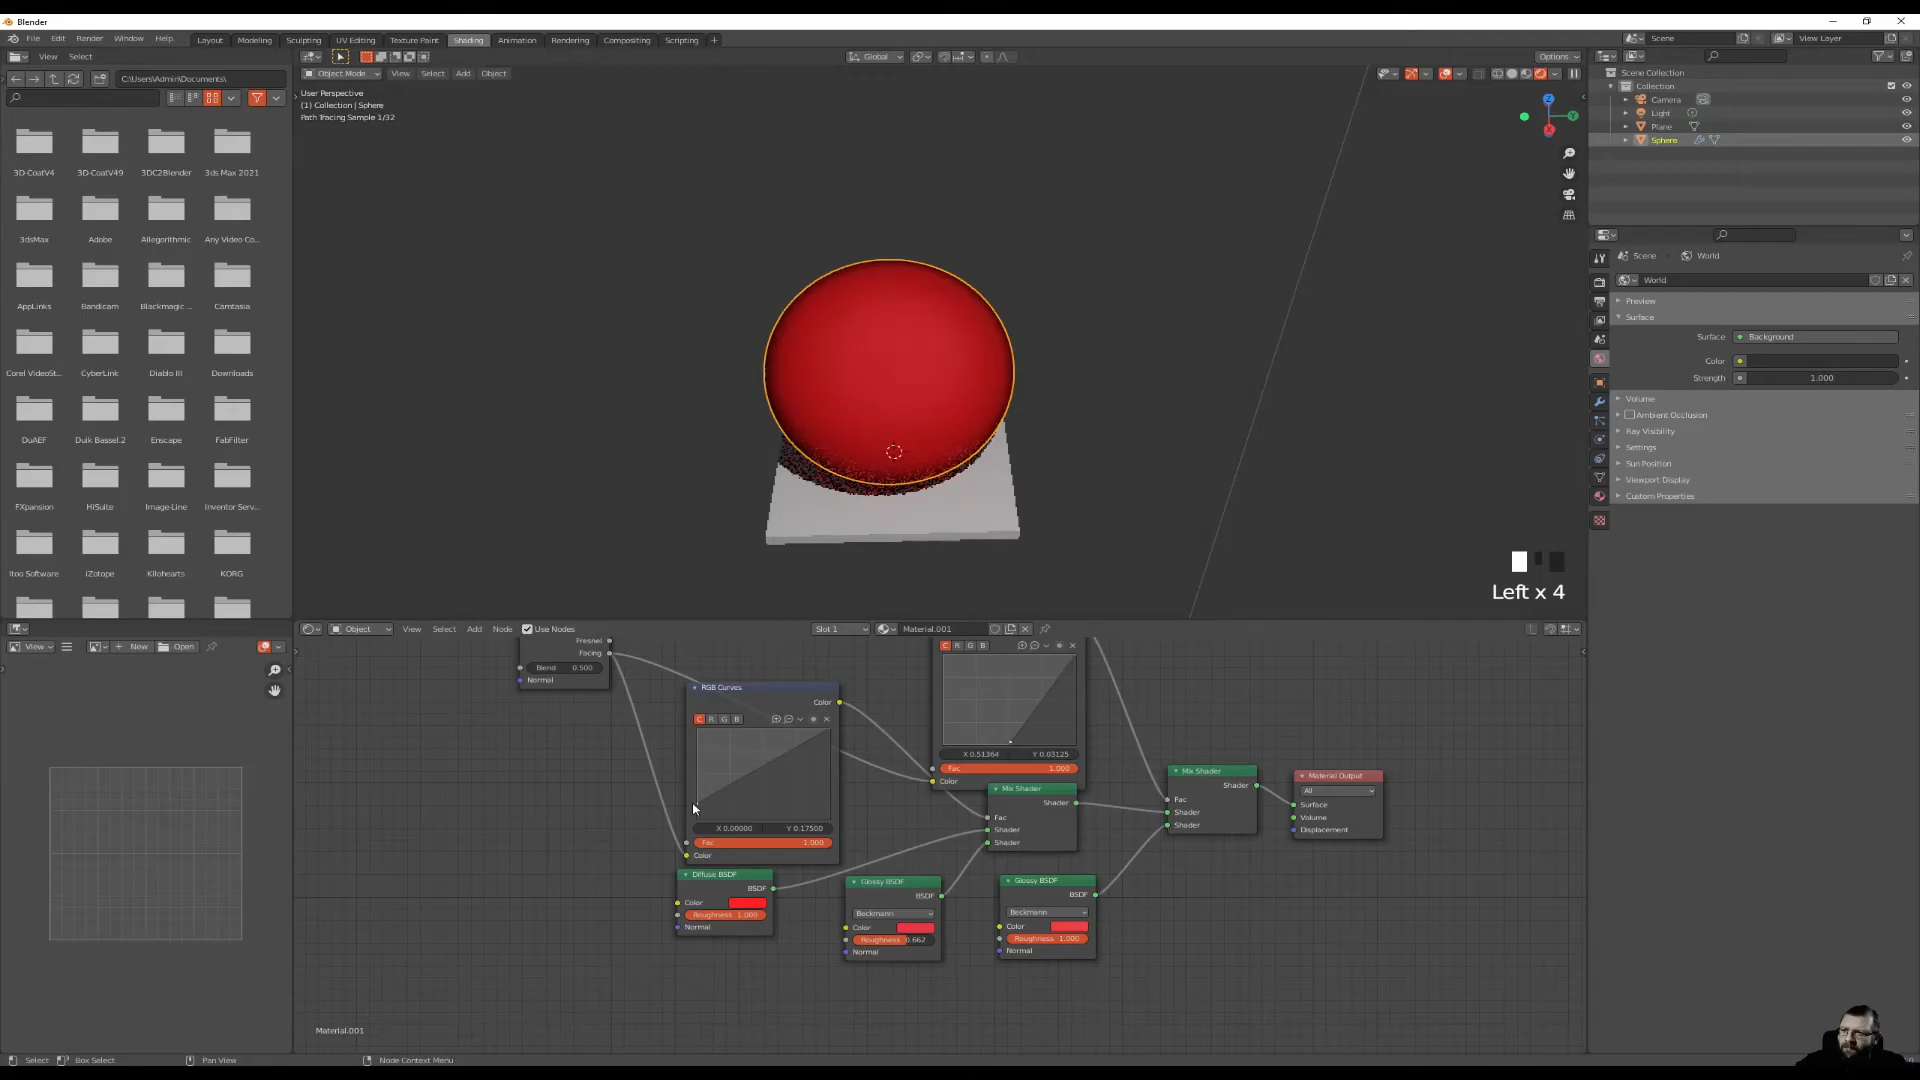 Blender
File Edit Render Window Help
Layout Modeling Sculpting UV Editing Texture Paint Shading Animation Rendering Compositing Scripting +
Scene
View Layer
View Select
C:\Users\Admin\Documents\
3D-CoatV4 3D-CoatV49 3DC2Blender 3ds Max 2021
3dsMax Adobe Allegorithmic Any Video Co...
AppLinks Bandicam Blackmagic ... Camtasia
Corel VideoSt... CyberLink Diablo III Downloads
DuAEF Duik Bassel.2 Enscape FabFilter
FXpansion HiSuite Image-Line Inventor Serv...
Itoo Software iZotope Kilohearts KORG
Global
Options
Object Mode View Select Add Object
User Perspective
(1) Collection | Sphere
Path Tracing Sample 1/32
Z
Y
X
Left x 4
Scene Collection
Collection
Camera
Light
Plane
Sphere
Scene World
World
Preview
Surface
Surface Background
Color
Strength 1.000
Volume
Ambient Occlusion
Ray Visibility
Settings
Sun Position
Viewport Display
Custom Properties
View New Open
Object View Select Add Node Use Nodes Slot 1 Material.001
Fresnel
Facing
Blend 0.500
Normal
RGB Curves
Color
C R G B
X 0.00000 Y 0.17500
Fac 1.000
Color
C R G B
X 0.51364 Y 0.03125
Fac 1.000
Color
Mix Shader
Shader
Fac
Shader
Shader
Mix Shader
Shader
Fac
Shader
Shader
Material Output
All
Surface
Volume
Displacement
Diffuse BSDF
BSDF
Color
Roughness 1.000
Normal
Glossy BSDF
BSDF
Beckmann
Color
Roughness 0.662
Normal
Glossy BSDF
BSDF
Beckmann
Color
Roughness 1.000
Normal
Material.001
Select Box Select Pan View Node Context Menu